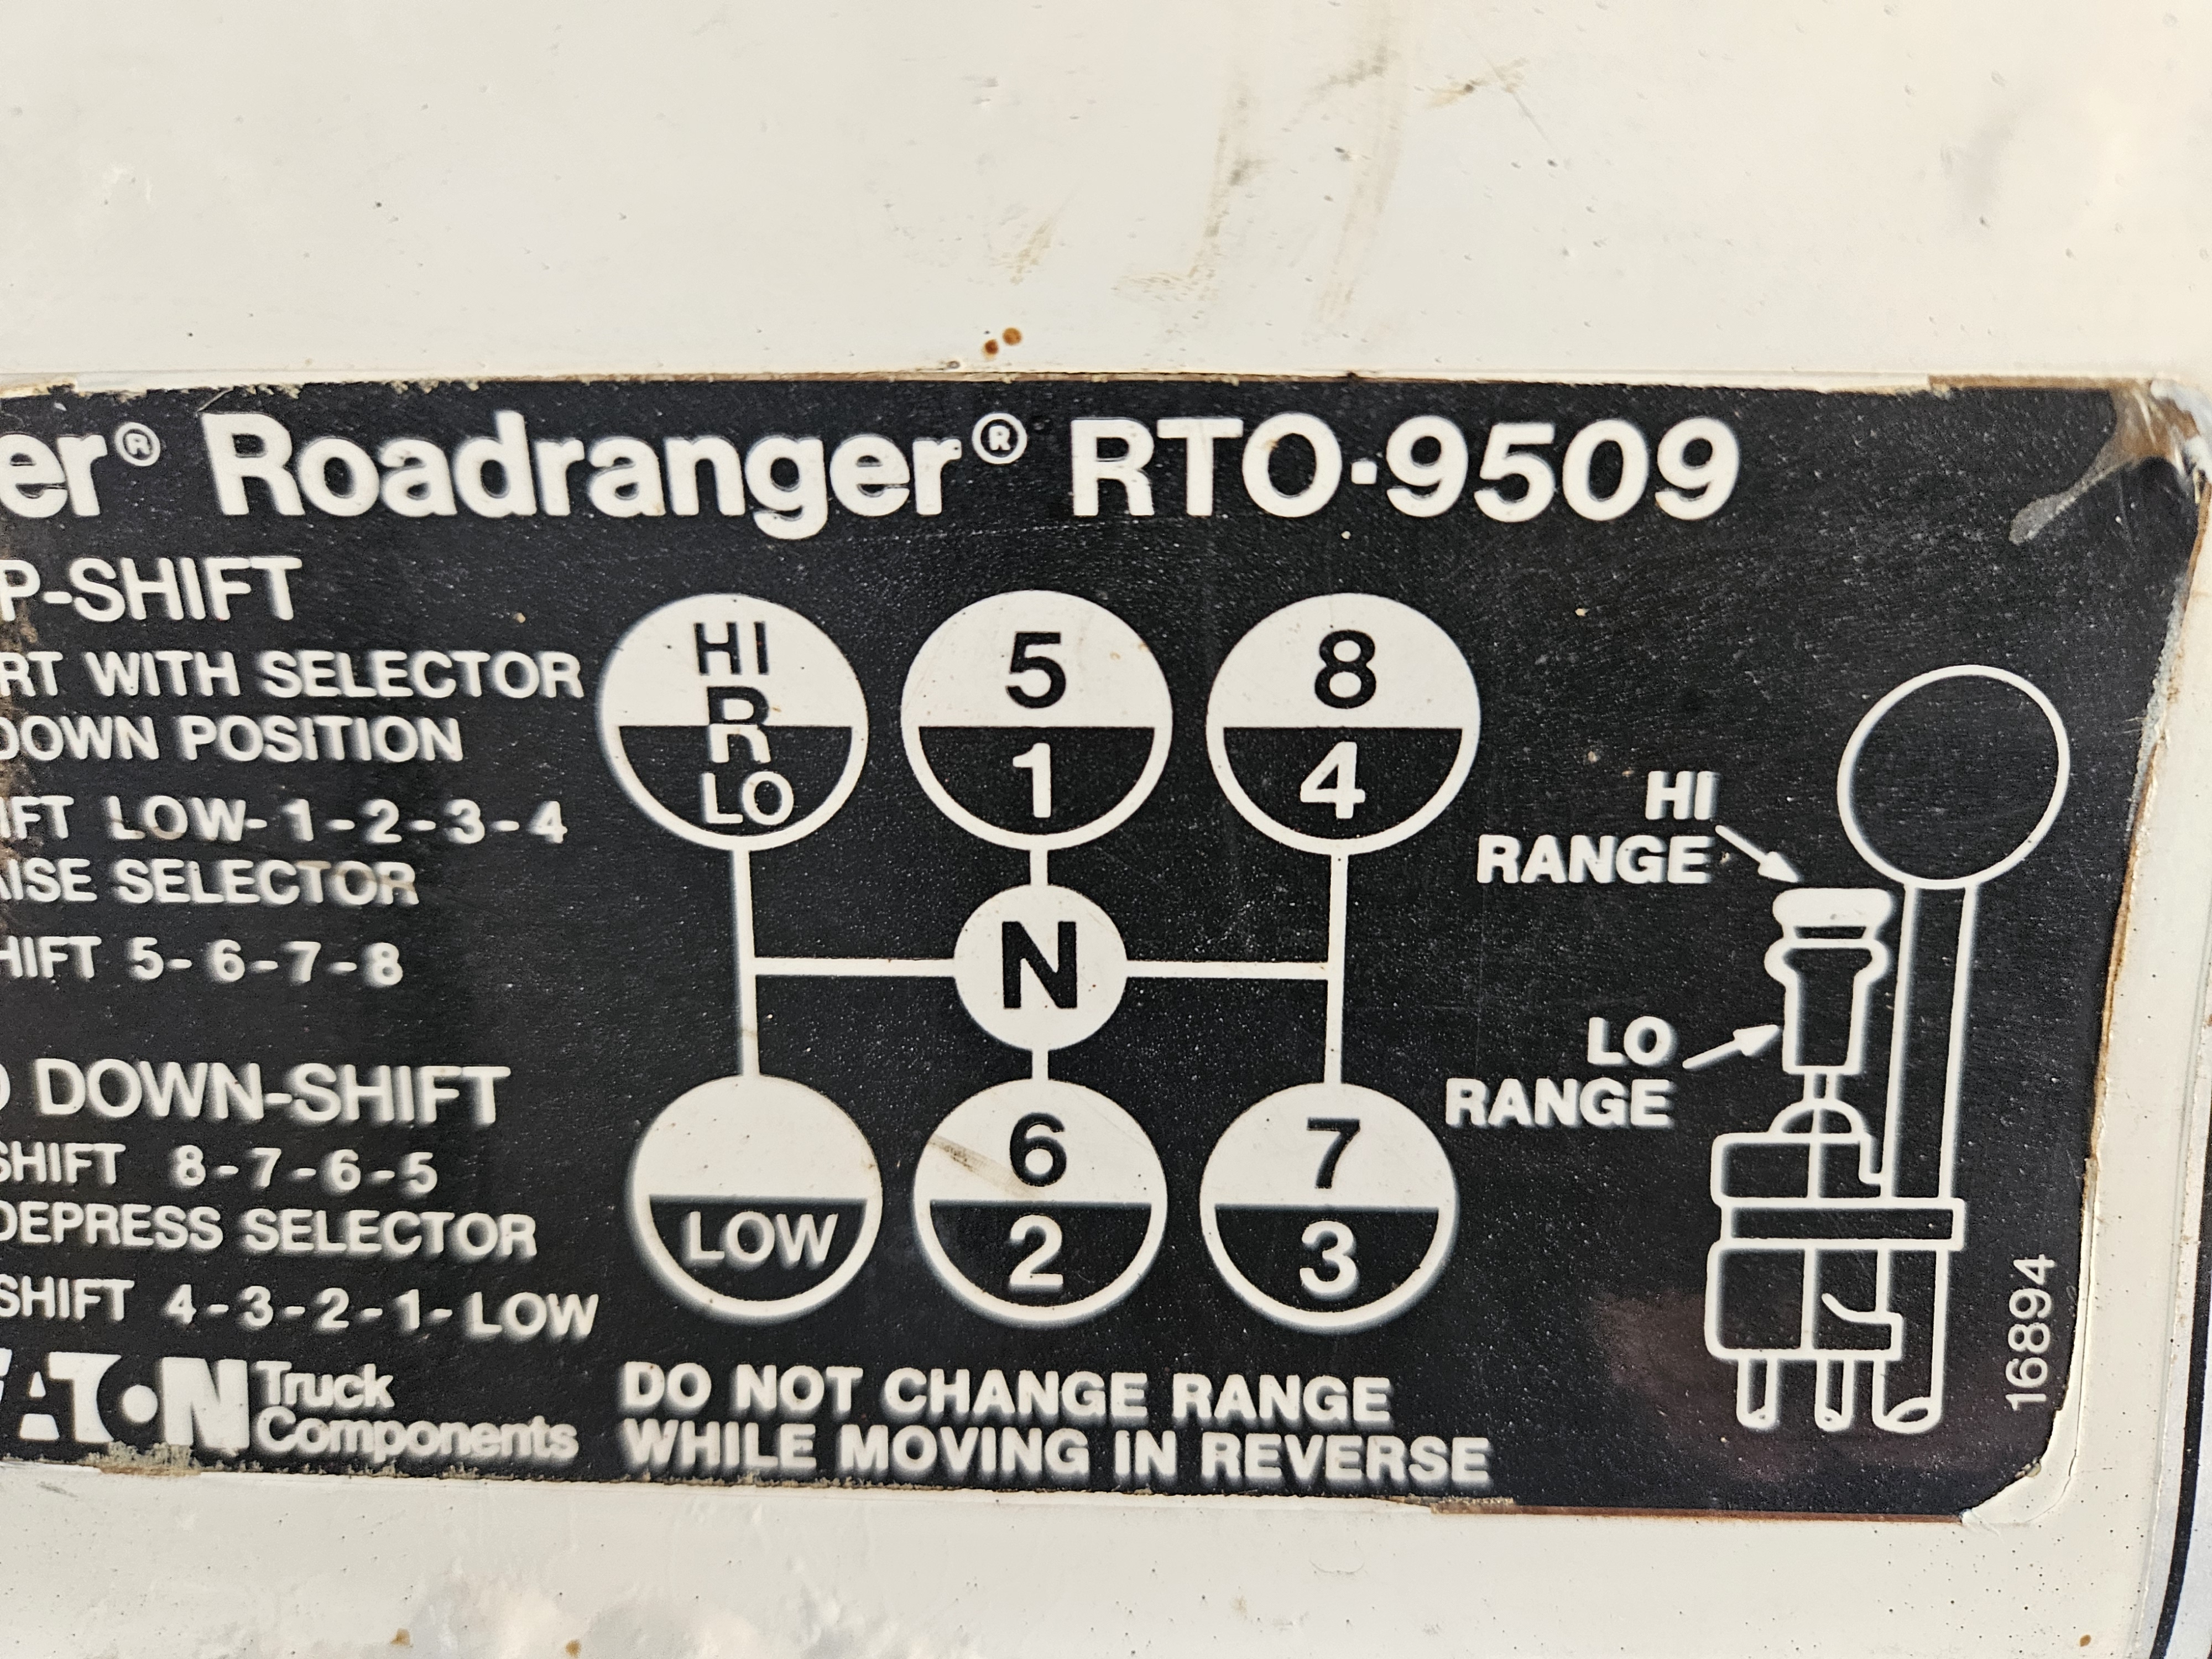 er® Roadranger® RTO·9509
P-SHIFT
RT WITH SELECTOR
DOWN POSITION
IFT LOW-1-2-3-4
AISE SELECTOR
HIFT 5-6-7-8
DOWN-SHIFT
SHIFT 8-7-6-5
DEPRESS SELECTOR
SHIFT 4-3-2-1-LOW
EATON Truck
Components
HI
R
LO
5
1
8
4
N
LOW
6
2
7
3
HI
RANGE
LO
RANGE
DO NOT CHANGE RANGE
WHILE MOVING IN REVERSE
16894